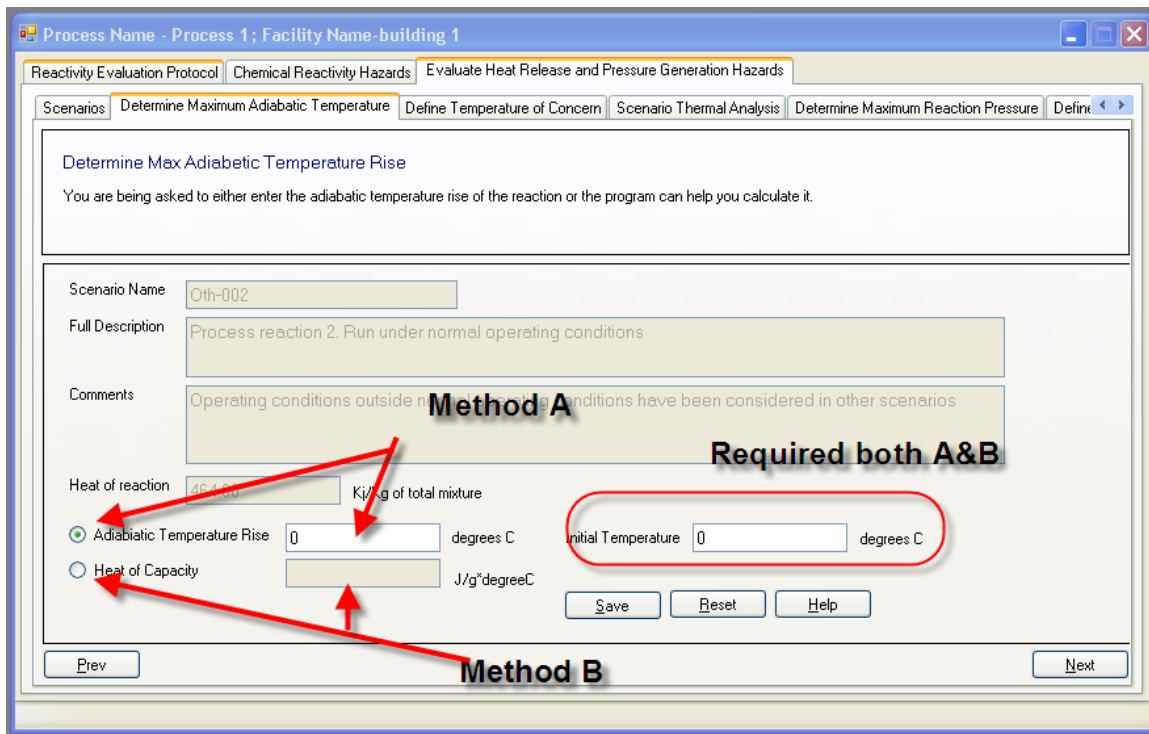 Process Name - Process 1; Facility Name-building 1
Reactivity Evaluation Protocol Chemical Reactivity Hazards Evaluate Heat Release and Pressure Generation Hazards
Scenarios Determine Maximum Adiabatic Temperature Define Temperature of Concern Scenario Thermal Analysis Determine Maximum Reaction Pressure Define
Determine Max Adiabetic Temperature Rise
You are being asked to either enter the adiabatic temperature rise of the reaction or the program can help you calculate it.
Scenario Name Oth-002
Full Description Process reaction 2. Run under normal operating conditions
Comments Operating conditions outside normal operating conditions have been considered in other scenarios
Method A
Required both A&B
Heat of reaction Kj/Kg of total mixture
Adiabiatic Temperature Rise 0 degrees C Initial Temperature 0 degrees C
Heat of Capacity J/g*degreeC
Save Reset Help
Prev Method B Next